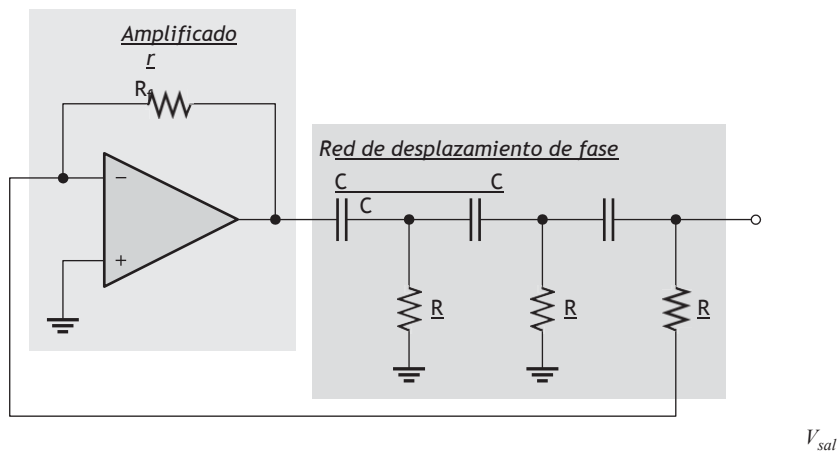 Amplificado
r
Rf
Red de desplazamiento de fase
C C
C
−
+
R R R
Vsal